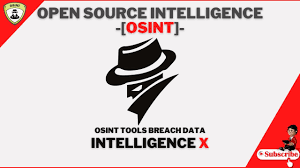 OPEN SOURCE INTELLIGENCE
-[OSINT]-
OSINT TOOLS BREACH DATA
INTELLIGENCE X
Subscribe